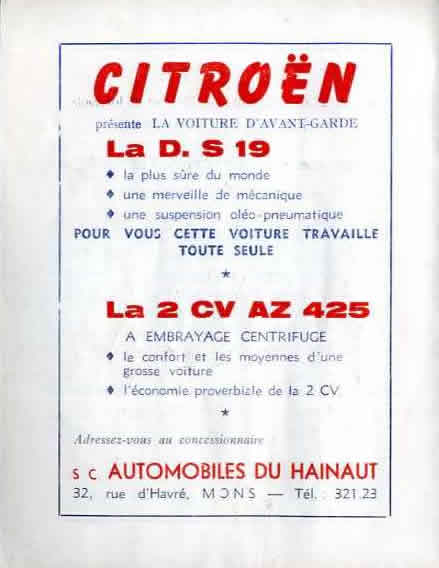 CITROËN
présente LA VOITURE D'AVANT-GARDE
La D. S 19
la plus sûre du monde
une merveille de mécanique
une suspension oléo-pneumatique
POUR VOUS CETTE VOITURE TRAVAILLE
TOUTE SEULE
*
La 2 CV AZ 425
A EMBRAYAGE CENTRIFUGE
le confort et les moyennes d'une
grosse voiture
l'économie proverbiale de la 2 CV
*
Adressez-vous au concessionnaire :
S C AUTOMOBILES DU HAINAUT
32, rue d'Havré, MONS — Tél. : 321.23